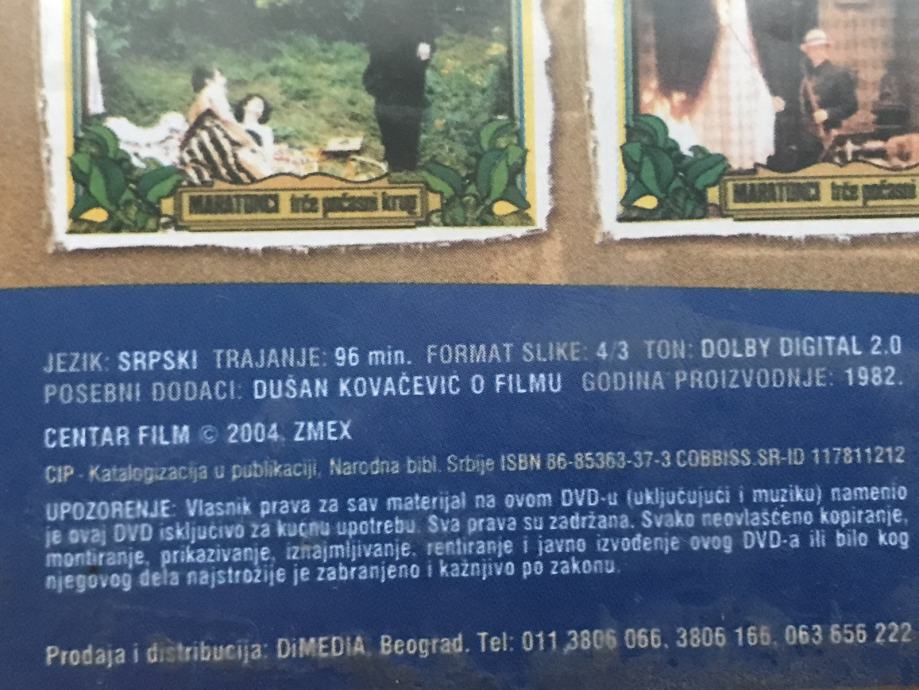 MARATONCI trče počasni krug
MARATONCI trče počasni
JEZIK: SRPSKI TRAJANJE: 96 min. FORMAT SLIKE: 4/3 TON: DOLBY DIGITAL 2.0
POSEBNI DODACI: DUŠAN KOVAČEVIĆ O FILMU GODINA PROIZVODNJE: 1982.
CENTAR FILM © 2004. ZMEX
CIP - Katalogizacija u publikaciji, Narodna bibl. Srbije ISBN 86-85363-37-3 COBBISS.SR-ID 117811212
UPOZORENJE: Vlasnik prava za sav materijal na ovom DVD-u (uključujući i muziku) namenio
je ovaj DVD isključivo za kućnu upotrebu. Sva prava su zadržana. Svako neovlašćeno kopiranje,
montiranje, prikazivanje, iznajmljivanje, rentiranje i javno izvođenje ovog DVD-a ili bilo kog
njegovog dela najstrožije je zabranjeno i kažnjivo po zakonu.
Prodaja i distribucija: DiMEDIA, Beograd. Tel: 011 3806 066, 3806 166, 063 656 222